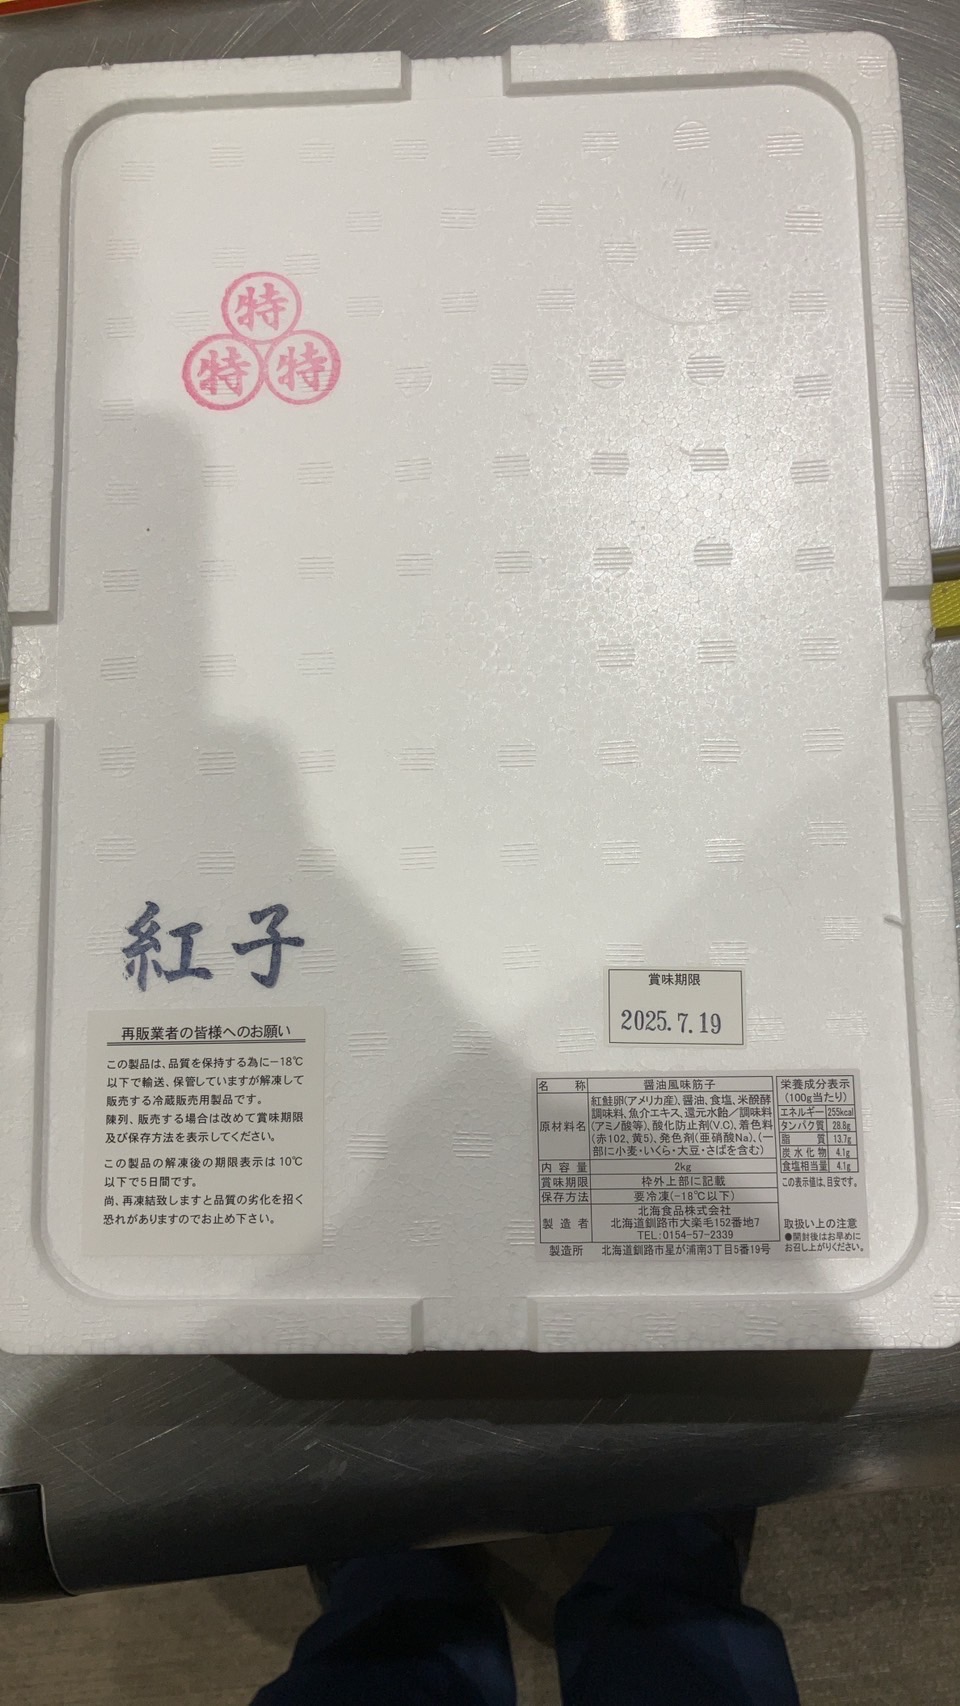 特
特 特
紅子
再販業者の皆様へのお願い
この製品は、品質を保持する為に−18℃
以下で輸送、保管していますが解凍して
販売する冷蔵販売用製品です。
陳列、販売する場合は改めて賞味期限
及び保存方法を表示してください。
この製品の解凍後の期限表示は10℃
以下で5日間です。
尚、再凍結致しますと品質の劣化を招く
恐れがありますのでお止め下さい。
賞味期限
2025.7.19
名 称 醤油風味筋子
原材料名 紅鮭卵(アメリカ産)、醤油、食塩、米醗酵
調味料、魚介エキス、還元水飴／調味料
(アミノ酸等)、酸化防止剤(V.C)、着色料
(赤102、黄5)、発色剤(亜硝酸Na)、(一
部に小麦・いくら・大豆・さばを含む)
内 容 量 2kg
賞味期限 枠外上部に記載
保存方法 要冷凍(-18℃以下)
製 造 者 北海食品株式会社
北海道釧路市大楽毛152番地7
TEL:0154-57-2339
製造所 北海道釧路市星が浦南3丁目5番19号
栄養成分表示
(100g当たり)
エネルギー 255kcal
タンパク質 28.8g
脂 質 13.7g
炭水化物 4.1g
食塩相当量 4.1g
この表示値は、目安です。
取扱い上の注意
●開封後はお早めに
お召し上がりください。